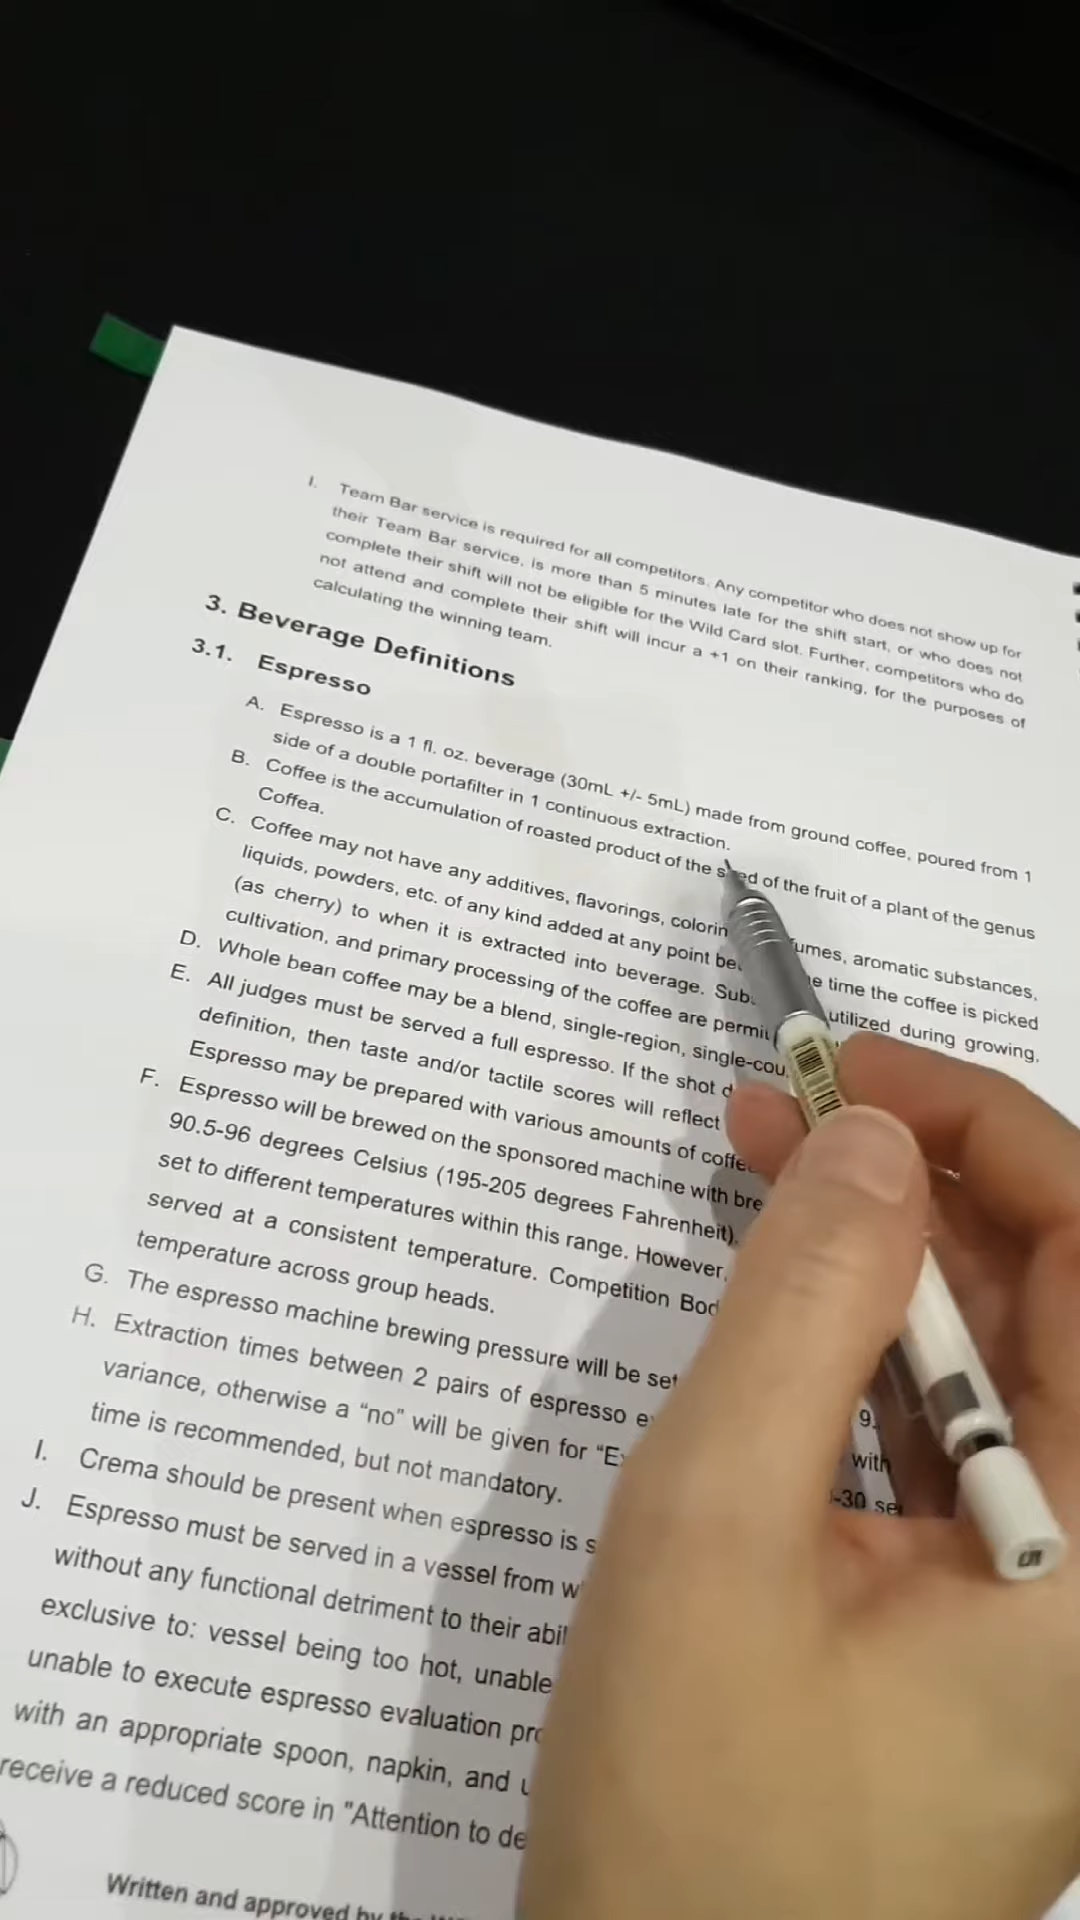 I. Team Bar service is required for all competitors. Any competitor who does not show up for
their Team Bar service, is more than 5 minutes late for the shift start, or who does not
complete their shift will not be eligible for the Wild Card slot. Further, competitors who do
not attend and complete their shift will incur a +1 on their ranking, for the purposes of
calculating the winning team.
3. Beverage Definitions
3.1. Espresso
A. Espresso is a 1 fl. oz. beverage (30mL +/- 5mL) made from ground coffee, poured from 1
side of a double portafilter in 1 continuous extraction.
B. Coffee is the accumulation of roasted product of the seed of the fruit of a plant of the genus
Coffea.
C. Coffee may not have any additives, flavorings, aromatic substances,
liquids, powders, etc. of any kind added at any point time the coffee is picked
(as cherry) to when it is extracted into beverage. utilized during growing,
cultivation, and primary processing of the coffee are
D. Whole bean coffee may be a blend, single-region,
E. All judges must be served a full espresso. If the shot
definition, then taste and/or tactile scores will reflect
Espresso may be prepared with various amounts of
F. Espresso will be brewed on the sponsored machine with
90.5-96 degrees Celsius (195-205 degrees Fahrenheit).
set to different temperatures within this range. However,
served at a consistent temperature. Competition
temperature across group heads.
G. The espresso machine brewing pressure will be set
H. Extraction times between 2 pairs of espresso with
variance, otherwise a "no" will be given for
time is recommended, but not mandatory.
I. Crema should be present when espresso is
J. Espresso must be served in a vessel from
without any functional detriment to their
exclusive to: vessel being too hot, unable
unable to execute espresso evaluation
with an appropriate spoon, napkin, and
receive a reduced score in "Attention to
Written and approved by the